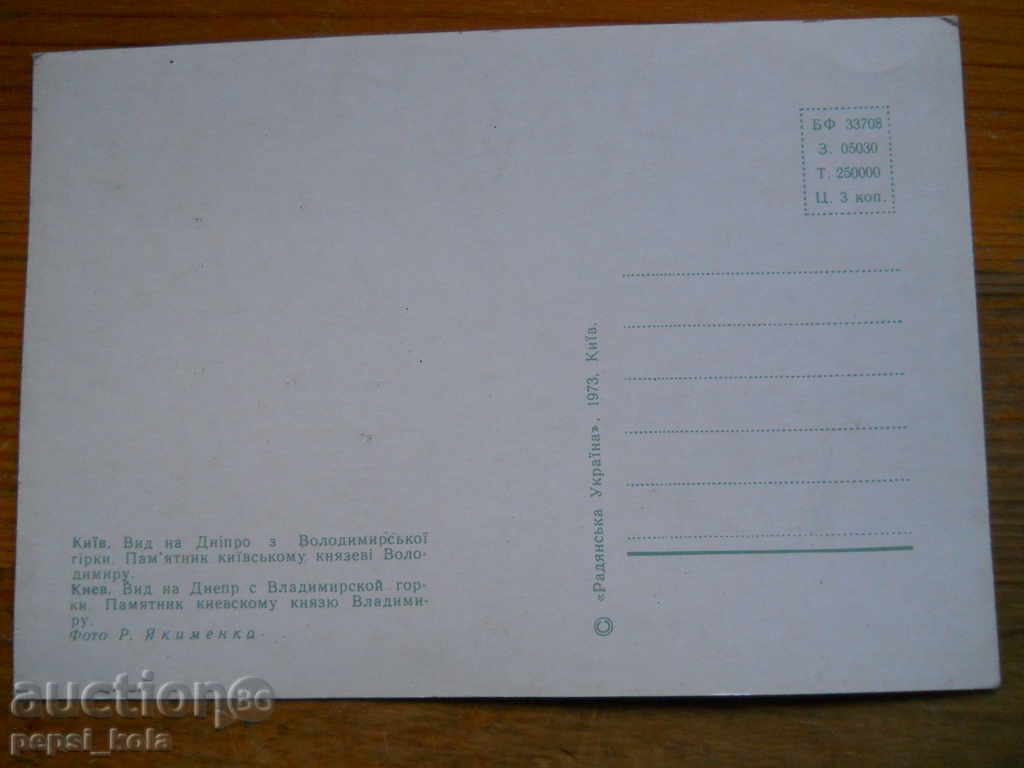 БФ 33708
З. 05030
Т. 250000
Ц. 3 коп.
© «Радянська Україна», 1973, Київ.
Київ. Вид на Дніпро з Володимирської
гірки. Пам'ятник київському князеві Воло-
димиру.
Киев. Вид на Днепр с Владимирской гор-
ки. Памятник киевскому князю Владими-
ру.
Фото Р. Якименка
auction BG
pepsi_kola